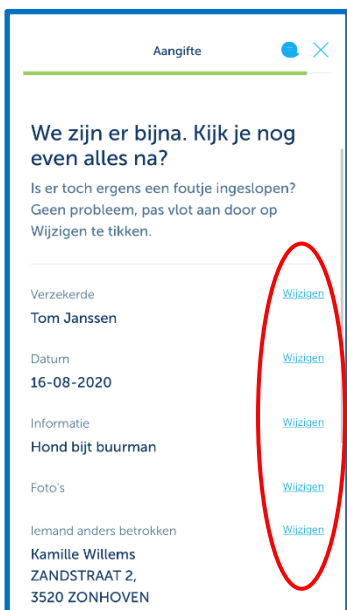 Aangifte
We zijn er bijna. Kijk je nog
even alles na?
Is er toch ergens een foutje ingeslopen?
Geen probleem, pas vlot aan door op
Wijzigen te tikken.
Verzekerde Wijzigen
Tom Janssen
Datum Wijzigen
16-08-2020
Informatie Wijzigen
Hond bijt buurman
Foto's Wijzigen
Iemand anders betrokken Wijzigen
Kamille Willems
ZANDSTRAAT 2,
3520 ZONHOVEN